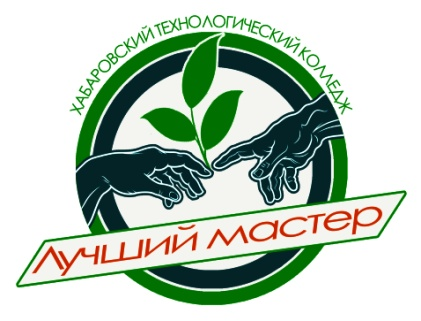 ХАБАРОВСКИЙ ТЕХНОЛОГИЧЕСКИЙ КОЛЛЕДЖ
ЛУЧШИЙ МАСТЕР